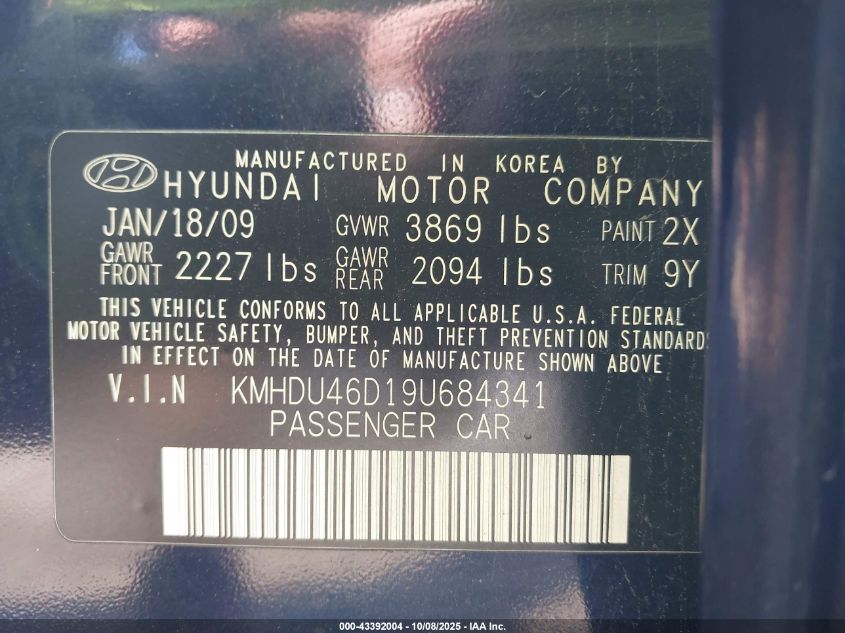 MANUFACTURED IN KOREA BY
HYUNDAI MOTOR COMPANY
JAN/18/09 GVWR 3869 lbs PAINT 2X
GAWR FRONT 2227 lbs GAWR REAR 2094 lbs TRIM 9Y
THIS VEHICLE CONFORMS TO ALL APPLICABLE U.S.A. FEDERAL
MOTOR VEHICLE SAFETY, BUMPER, AND THEFT PREVENTION STANDARDS
IN EFFECT ON THE DATE OF MANUFACTURE SHOWN ABOVE
V.I.N KMHDU46D19U684341
PASSENGER CAR
000-43392004 - 10/08/2025 - IAA Inc.